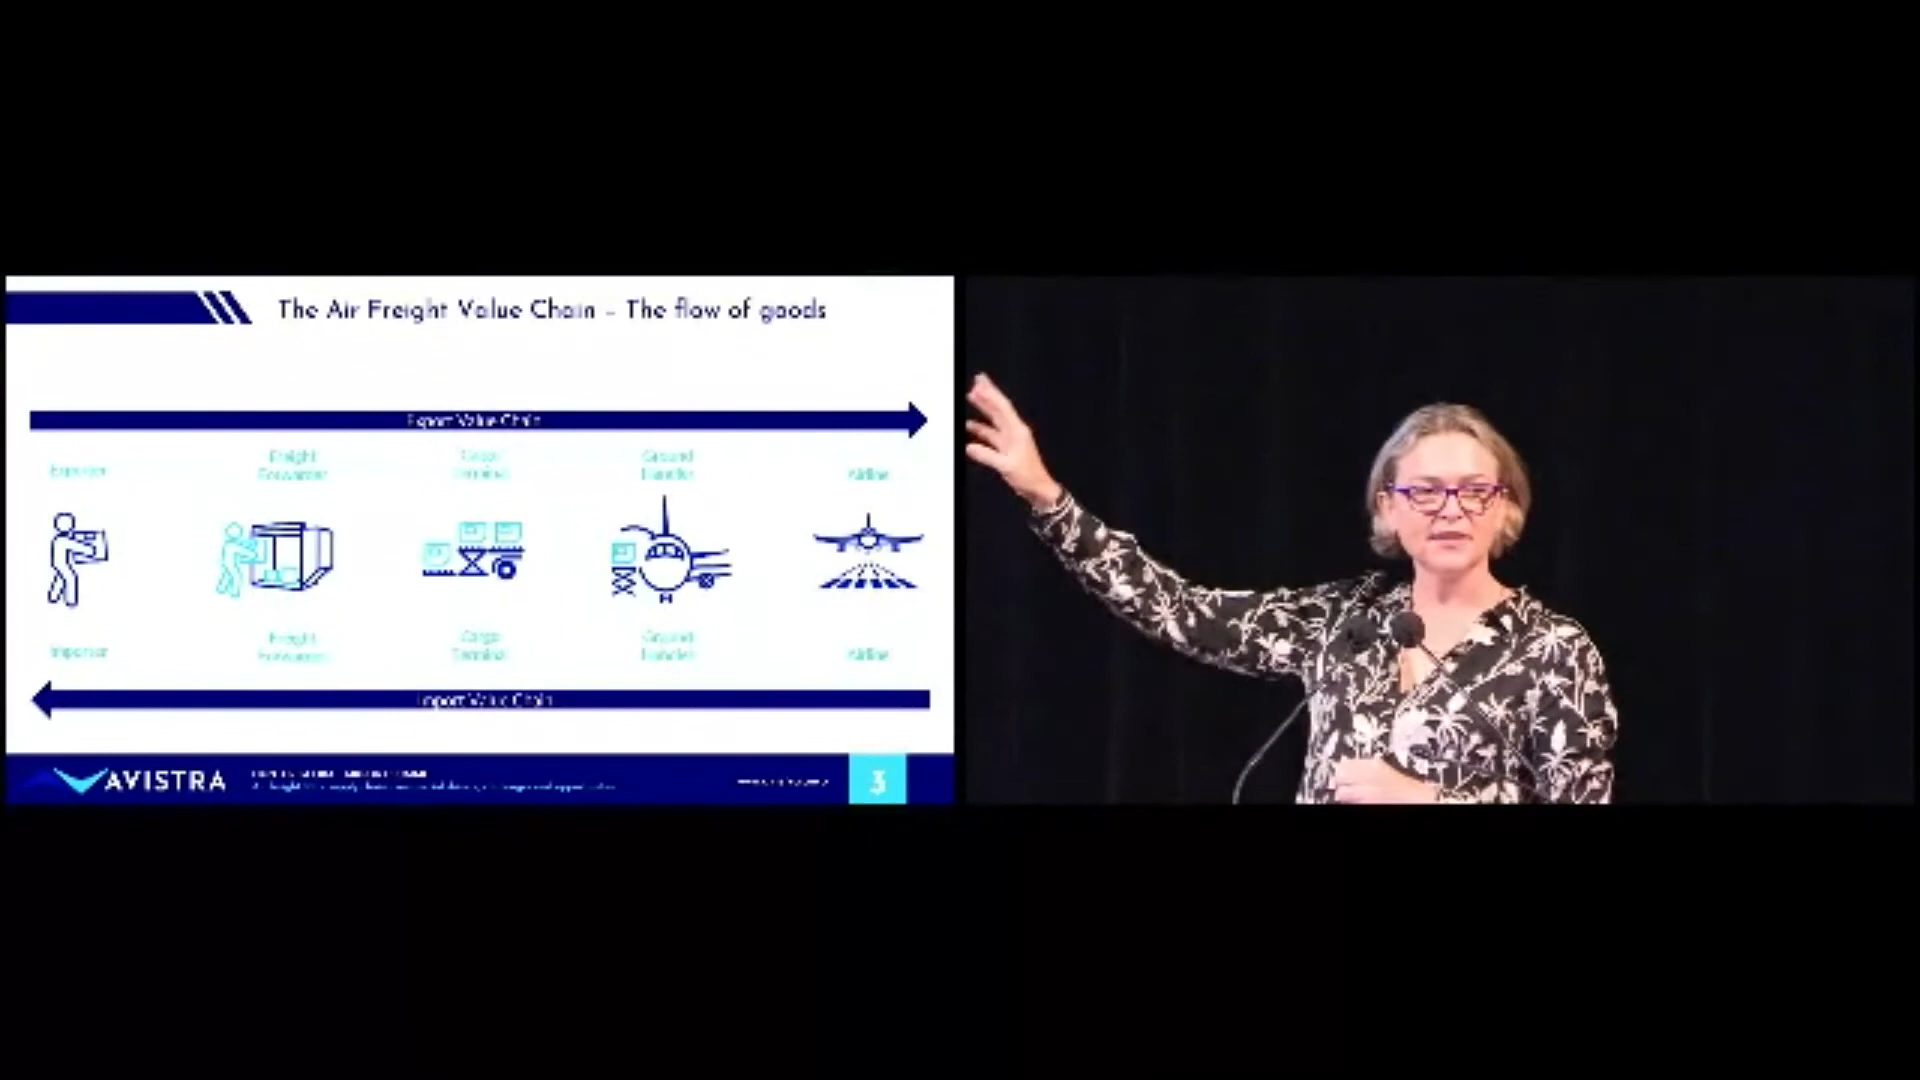 The Air Freight Value Chain – The flow of goods
Export Value Chain
Exporter
Freight
Forwarder
Cargo
Terminal
Ground
Handler
Airline
Importer
Freight
Forwarder
Cargo
Terminal
Ground
Handler
Airline
Import Value Chain
AVISTRA
3